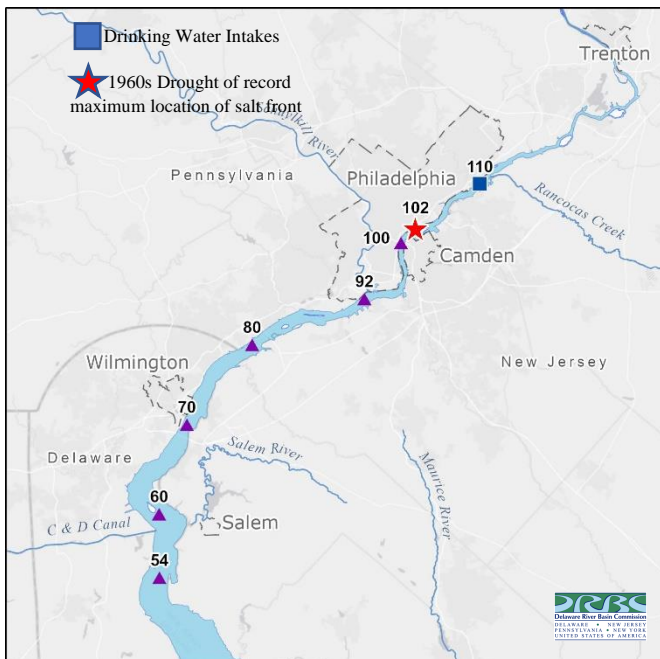 Drinking Water Intakes
1960s Drought of record
maximum location of salt front
Trenton
Schuylkill River
Pennsylvania
Philadelphia
110
Rancocas Creek
102
100
Camden
92
80
New Jersey
Wilmington
70
Salem River
Maurice River
Delaware
60
C & D Canal
Salem
54
DRBC
Delaware River Basin Commission
DELAWARE • NEW JERSEY
PENNSYLVANIA • NEW YORK
UNITED STATES OF AMERICA